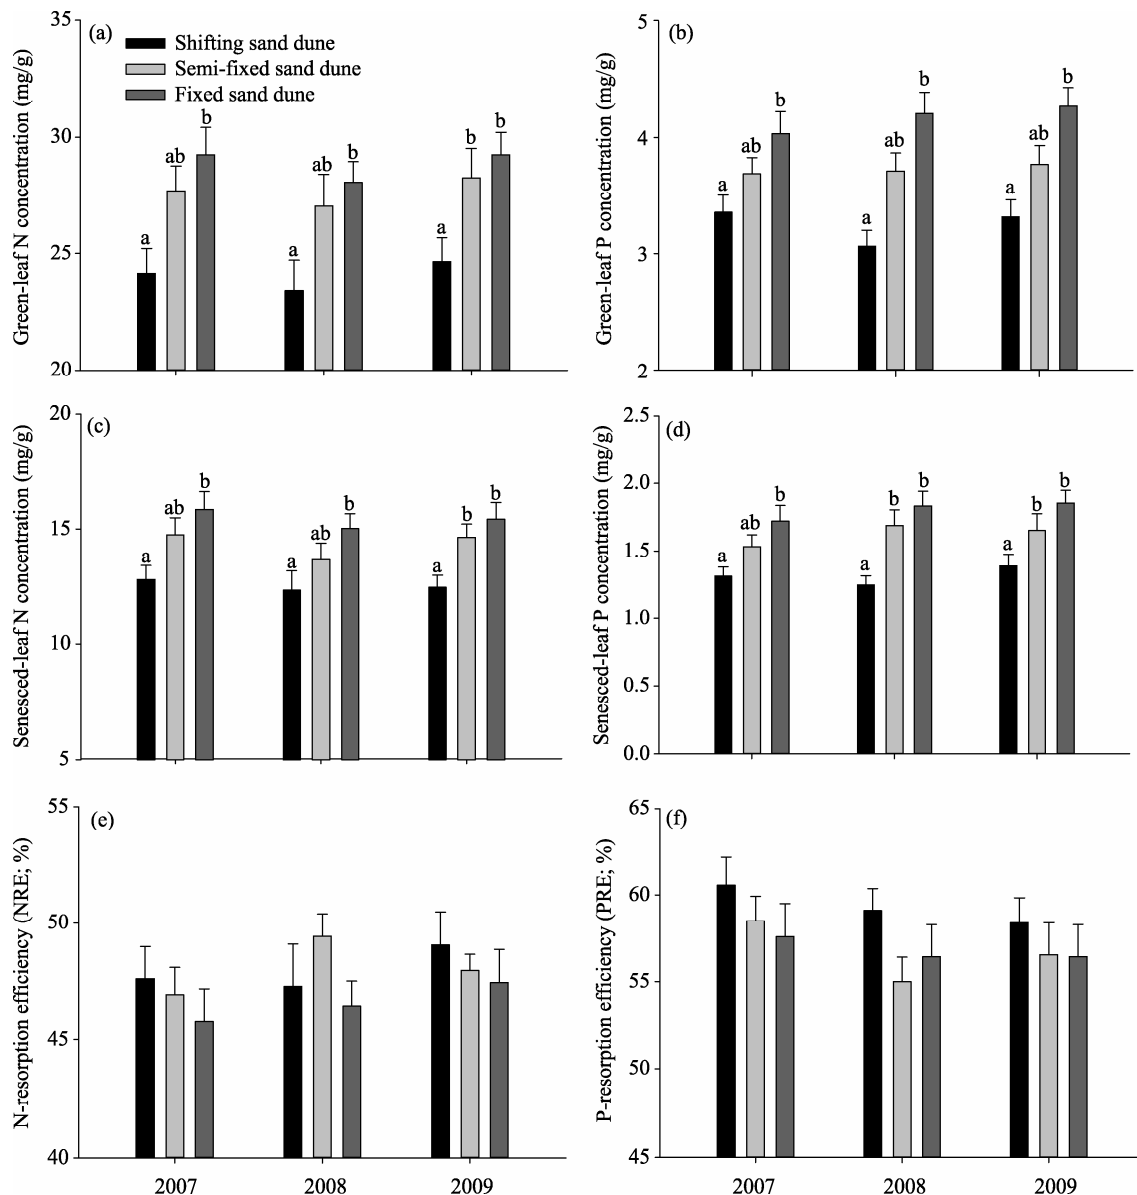 (a)
Shifting sand dune
Semi-fixed sand dune
Fixed sand dune
Green-leaf N concentration (mg/g)
35
30
25
20
a
ab
b
a
ab
b
a
b
b
(b)
Green-leaf P concentration (mg/g)
5
4
3
2
a
ab
b
a
ab
b
a
ab
b
(c)
Senesced-leaf N concentration (mg/g)
20
15
10
5
a
ab
b
a
ab
b
a
b
b
(d)
Senesced-leaf P concentration (mg/g)
2.5
2.0
1.5
1.0
0.5
0.0
a
ab
b
a
b
b
a
b
b
(e)
N-resorption efficiency (NRE; %)
55
50
45
40
2007
2008
2009
(f)
P-resorption efficiency (PRE; %)
65
60
55
50
45
2007
2008
2009